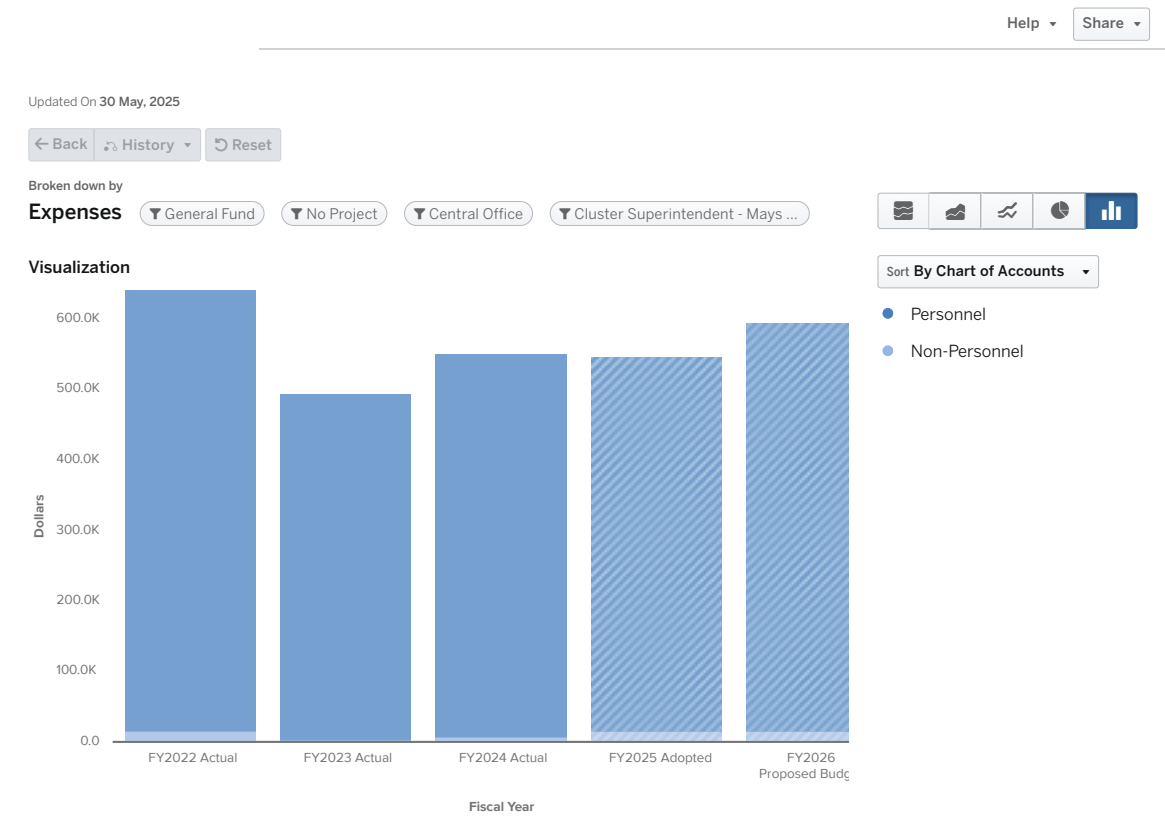 Help
Share
Updated On 30 May, 2025
Back
History
Reset
Broken down by
Expenses
General Fund
No Project
Central Office
Cluster Superintendent - Mays ...
Visualization
Sort By Chart of Accounts
Personnel
Non-Personnel
600.0K
500.0K
400.0K
300.0K
200.0K
100.0K
0.0
Dollars
FY2022 Actual
FY2023 Actual
FY2024 Actual
FY2025 Adopted
FY2026
Proposed Budg
Fiscal Year